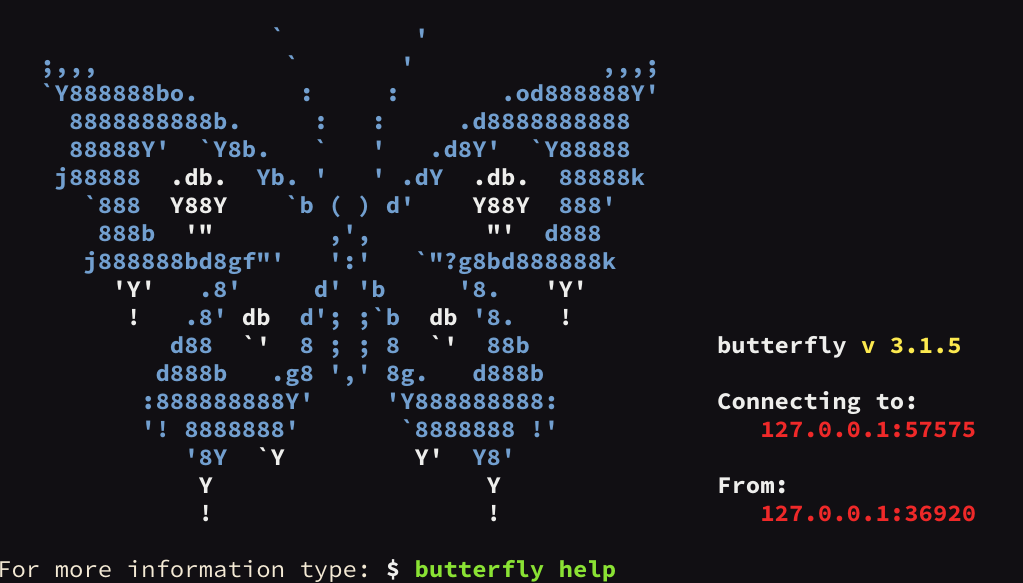 `         '
   ;,,,             `       '             ,,,;
   `Y888888bo.       :     :       .od888888Y'
     8888888888b.     :   :     .d8888888888
     88888Y'  `Y8b.   `   '   .d8Y'  `Y88888
    j88888  .db.  Yb. '   ' .dY  .db.  88888k
      `888  Y88Y    `b ( ) d'    Y88Y  888'
       888b  '"        ,',        "'  d888
      j888888bd8gf"'   ':'   `"?g8bd888888k
        'Y'   .8'     d' 'b     '8.   'Y'
         !   .8' db  d'; ;`b  db '8.   !
            d88  `'  8 ; ; 8  `'  88b             butterfly v 3.1.5
           d888b   .g8 ',' 8g.   d888b
          :888888888Y'     'Y888888888:           Connecting to:
          '! 8888888'       `8888888 !'              127.0.0.1:57575
             '8Y  `Y         Y'  Y8'
              Y                   Y               From:
              !                   !                  127.0.0.1:36920
For more information type: $ butterfly help